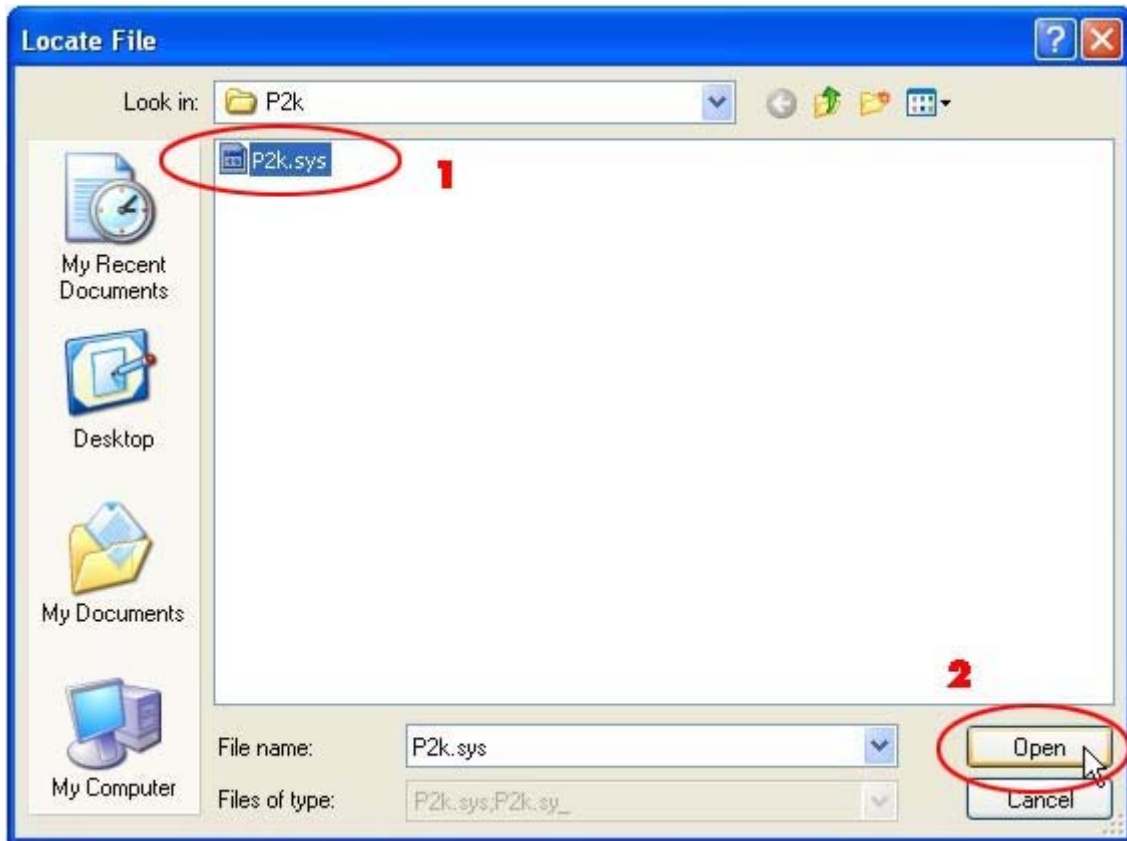 Locate File
Look in:
P2k
P2k.sys
1
My Recent
Documents
Desktop
My Documents
My Computer
2
File name:
P2k.sys
Open
Files of type:
P2k.sys;P2k.sy_
Cancel